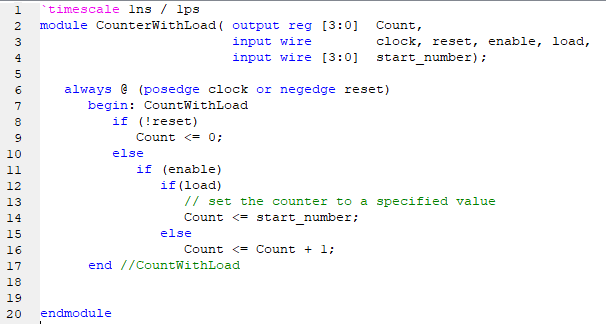 1 `timescale 1ns / 1ps
2 module CounterWithLoad( output reg [3:0]  Count,
3                         input wire        clock, reset, enable, load,
4                         input wire [3:0]  start_number);
5
6    always @ (posedge clock or negedge reset)
7       begin: CountWithLoad
8          if (!reset)
9             Count <= 0;
10          else
11             if (enable)
12                if(load)
13                   // set the counter to a specified value
14                   Count <= start_number;
15                else
16                   Count <= Count + 1;
17       end //CountWithLoad
18
19
20 endmodule